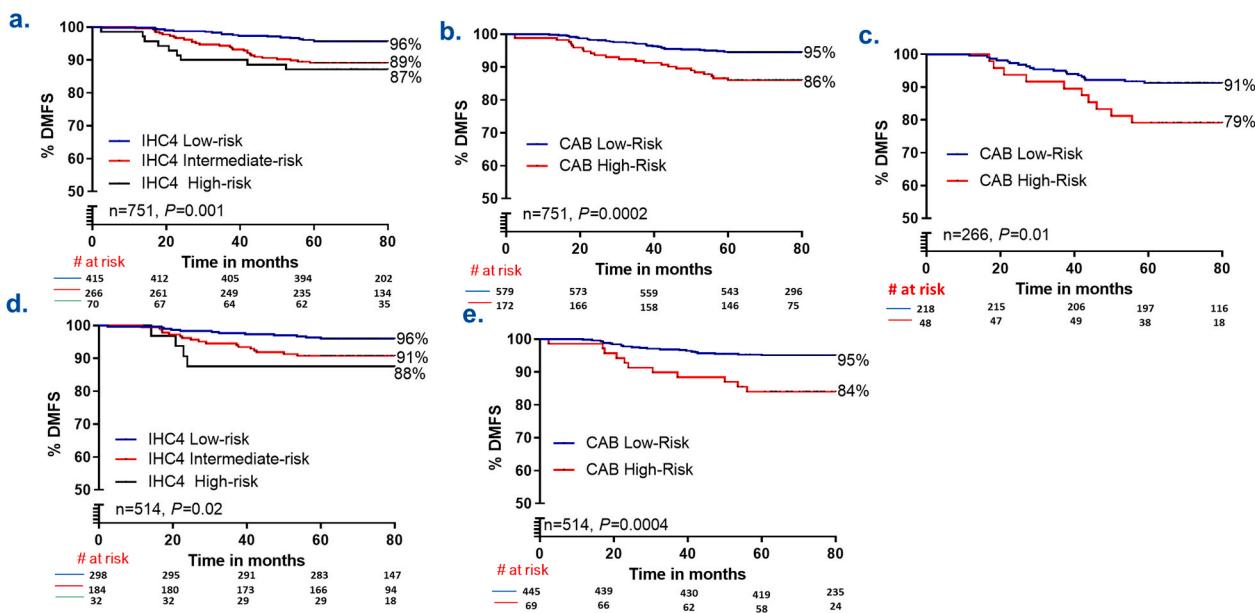 a.
% DMFS
100
90
80
70
60
50
96%
89%
87%
IHC4 Low-risk
IHC4 Intermediate-risk
IHC4 High-risk
n=751, P=0.001
0 20 40 60 80
Time in months
# at risk
415 412 405 394 202
266 261 249 235 134
70 67 64 62 35
b.
% DMFS
100
90
80
70
60
50
95%
86%
CAB Low-Risk
CAB High-Risk
n=751, P=0.0002
0 20 40 60 80
Time in months
# at risk
579 573 559 543 296
172 166 158 146 75
c.
% DMFS
100
90
80
70
60
50
91%
79%
CAB Low-Risk
CAB High-Risk
n=266, P=0.01
0 20 40 60 80
Time in months
# at risk
218 215 206 197 116
48 47 49 38 18
d.
% DMFS
100
90
80
70
60
50
96%
91%
88%
IHC4 Low-risk
IHC4 Intermediate-risk
IHC4 High-risk
n=514, P=0.02
0 20 40 60 80
Time in months
# at risk
298 295 291 283 147
184 180 173 166 94
32 32 29 29 18
e.
% DMFS
100
90
80
70
60
50
95%
84%
CAB Low-Risk
CAB High-Risk
n=514, P=0.0004
0 20 40 60 80
Time in months
# at risk
445 439 430 419 235
69 66 62 58 24